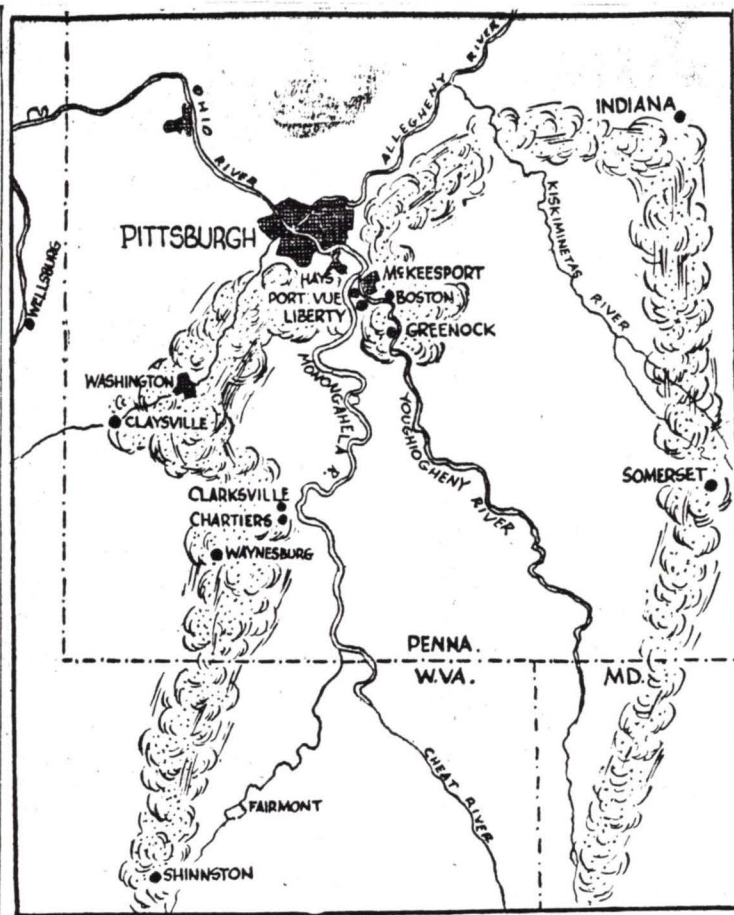 OHIO
RIVER
ALLEGHENY RIVER
INDIANA
KISKIMINETAS
RIVER
WELLSBURG
PITTSBURGH
HAYS
McKEESPORT
PORT VUE
BOSTON
LIBERTY
GREENOCK
MONONGAHELA R.
WASHINGTON
CLAYSVILLE
YOUGHIOGHENY
RIVER
CLARKSVILLE
CHARTIERS
WAYNESBURG
SOMERSET
PENNA.
W.VA.
MD.
CHEAT
RIVER
FAIRMONT
SHINNSTON